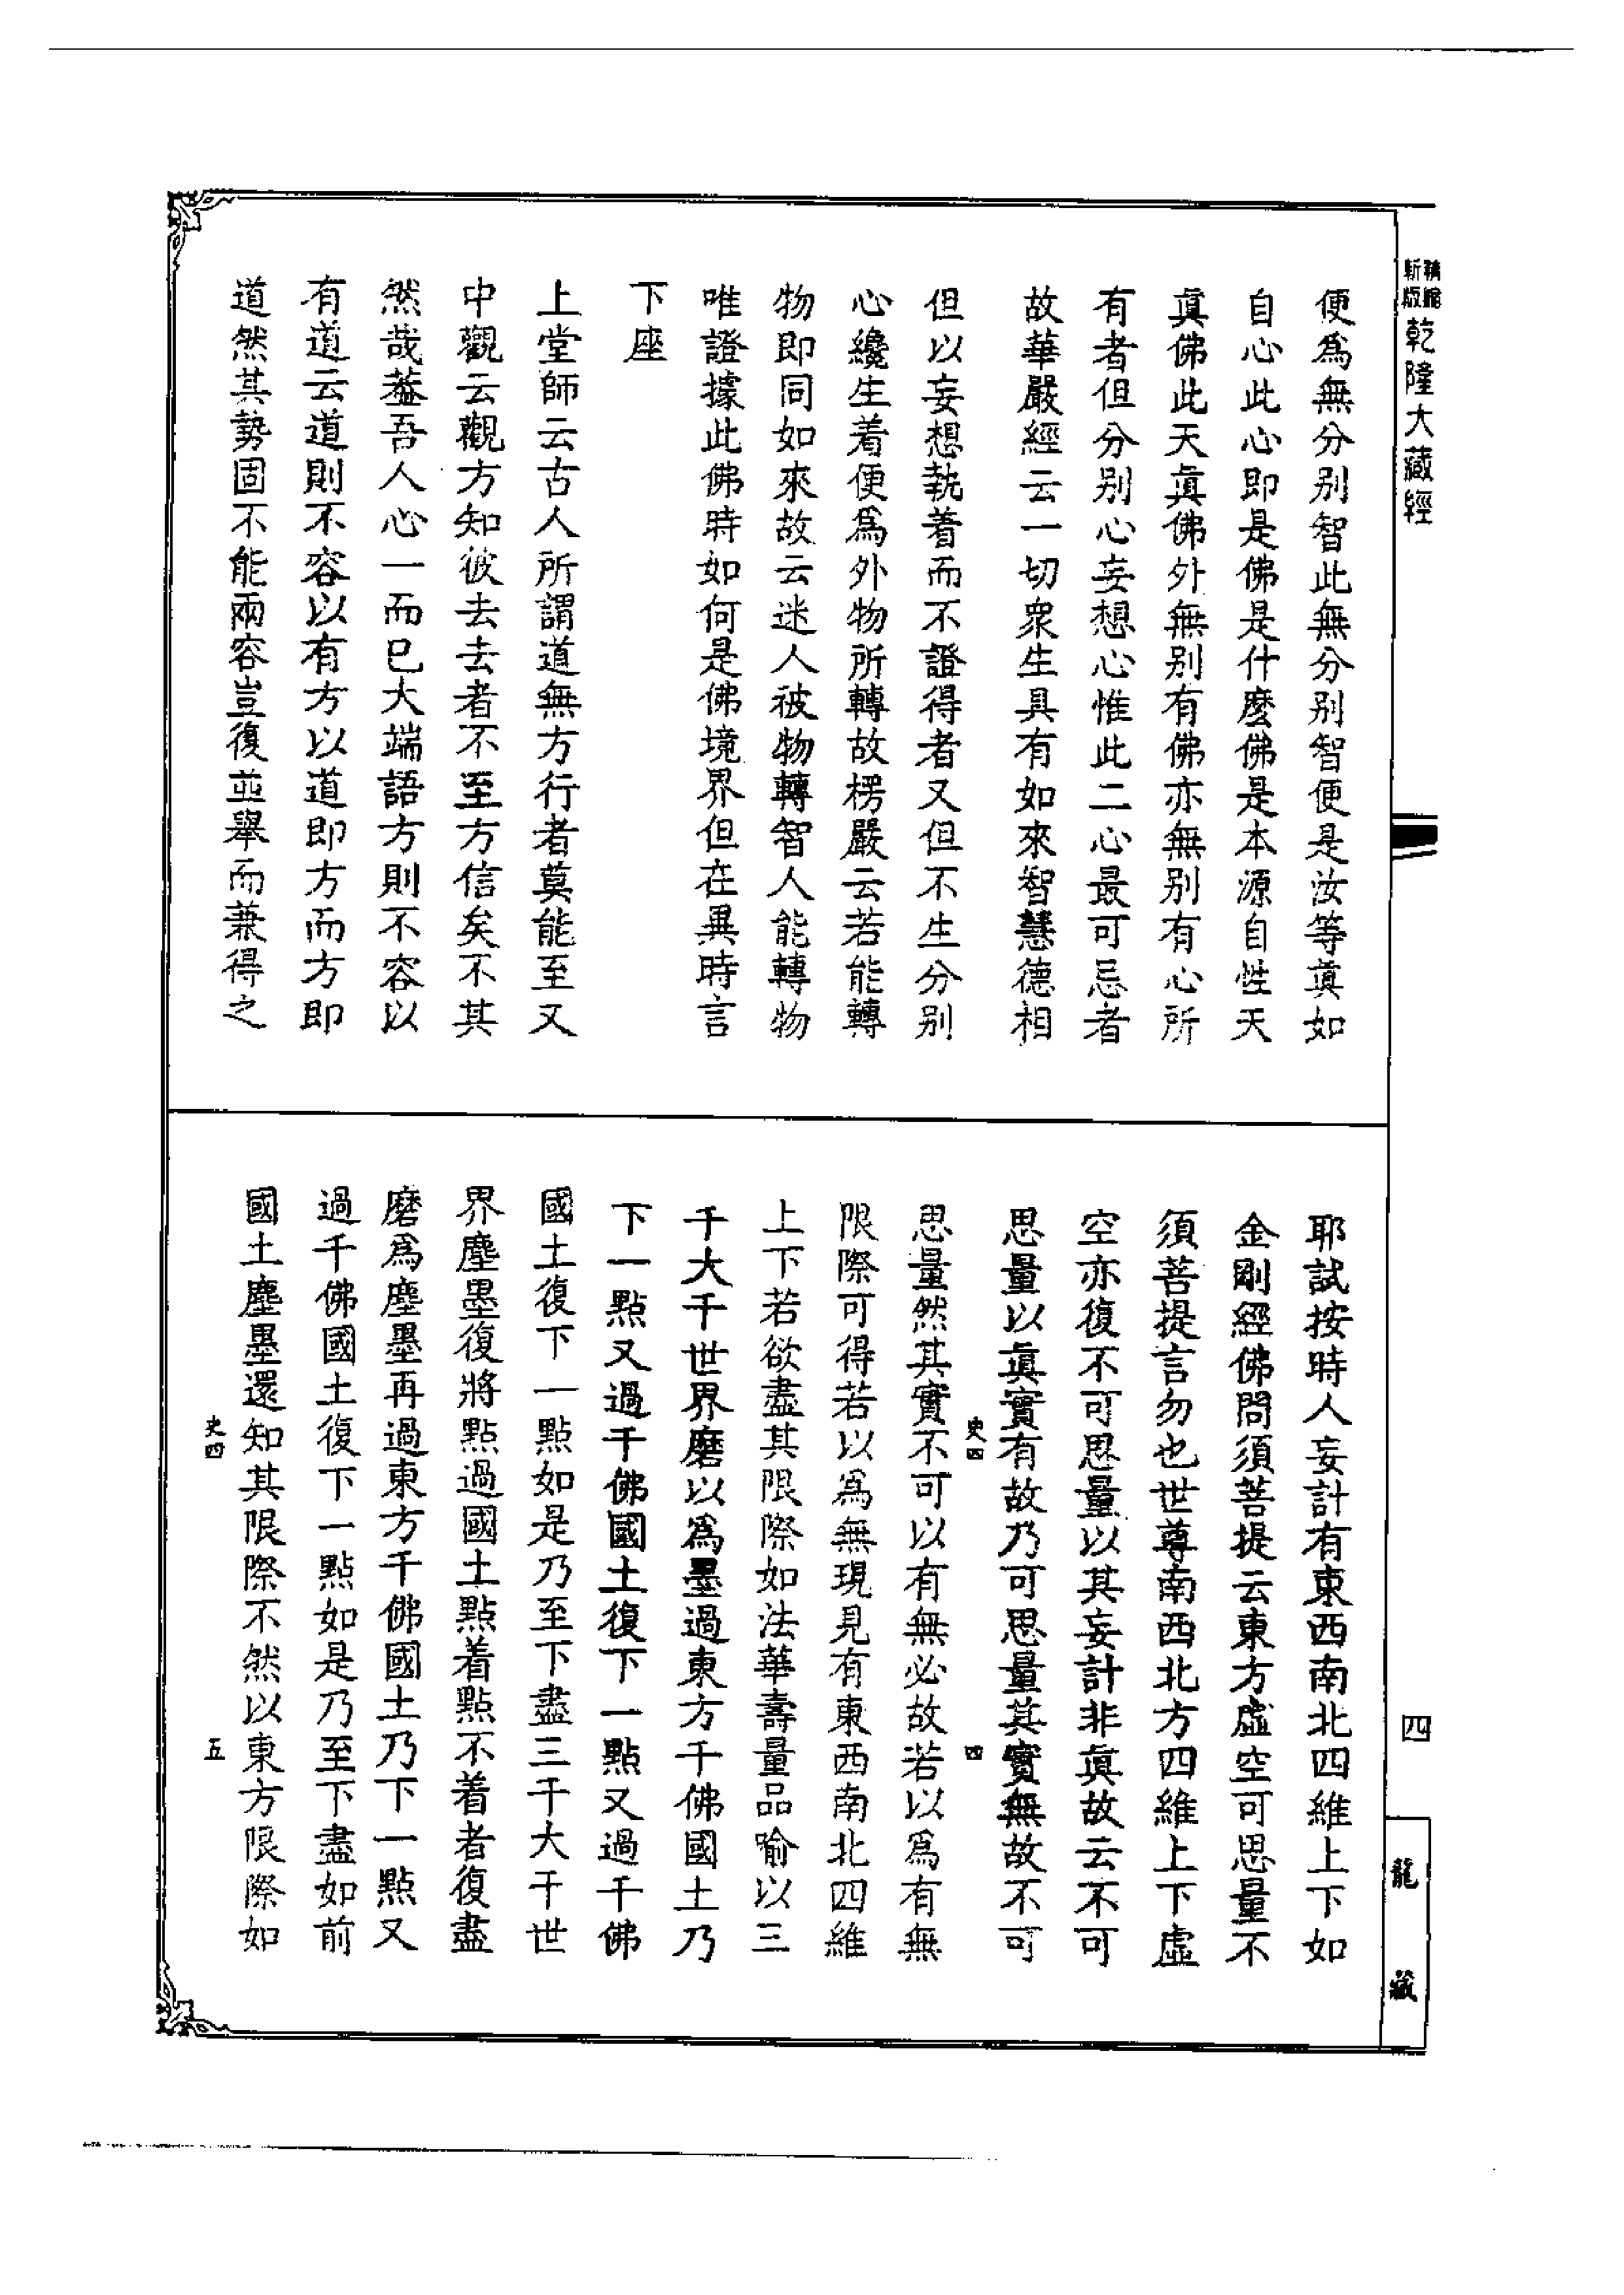 新版
乾隆大藏經
四
龍藏
便爲無分别智此無分别智便是汝等眞如
自心此心即是佛是什麽佛是本源自性天
眞佛此天眞佛外無别有佛亦無别有心所
有者但分别心妄想心惟此二心最可忌者
故華嚴經云一切衆生具有如來智慧德相
但以妄想執着而不證得者又但不生分别
心纔生着便爲外物所轉故楞嚴云若能轉
物即同如來故云迷人被物轉智人能轉物
唯證據此佛時如何是佛境界但在異時言
下座
上堂師云古人所謂道無方行者莫能至又
中觀云觀方知彼去去者不至方信矣不其
然哉葢吾人心一而已大端語方則不容以
有道云道則不容以有方以道即方而方即
道然其勢固不能兩容豈復並舉而兼得之
耶試按時人妄計有東西南北四維上下如
金剛經佛問須菩提云東方虛空可思量不
須菩提言勿也世尊南西北方四維上下虛
空亦復不可思量以其妄計非眞故云不可
思量以眞實有故乃可思量其實無故不可
史四
四
思量然其實不可以有無必故若以爲有無
限際可得若以爲無現見有東西南北四維
上下若欲盡其限際如法華壽量品喻以三
千大千世界磨以爲墨過東方千佛國土乃
下一點又過千佛國土復下一點又過千佛
國土復下一點如是乃至下盡三千大千世
界塵墨復將點過國土點着點不着者復盡
磨爲塵墨再過東方千佛國土乃下一點又
過千佛國土復下一點如是乃至下盡如前
國土塵墨還知其限際不然以東方限際如
史四
五